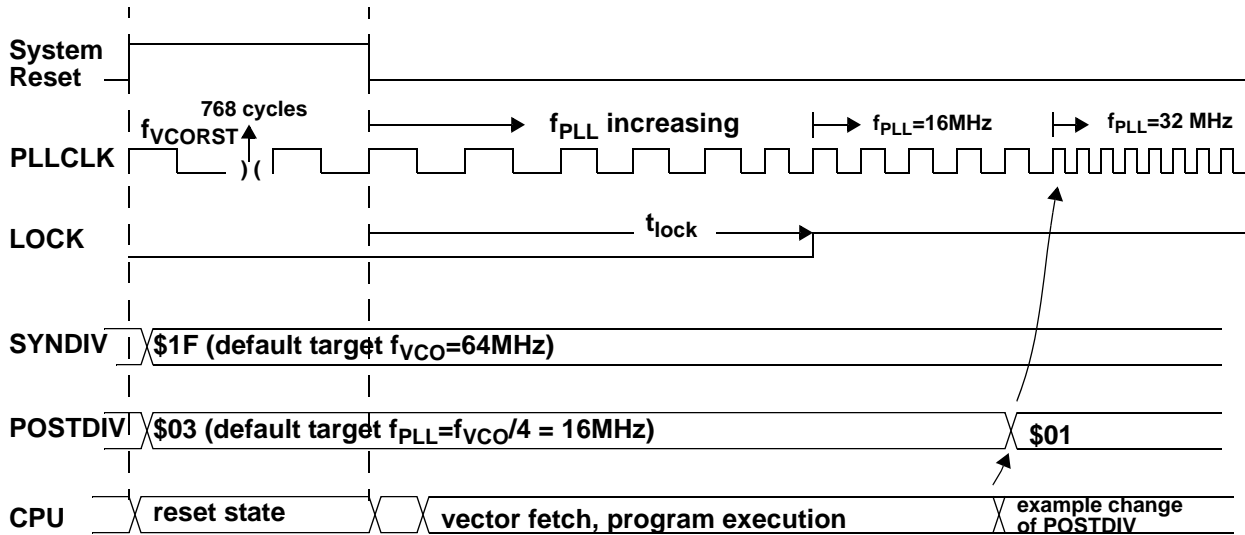 System
Reset
768 cycles
fVCORST
fPLL increasing
fPLL=16MHz
fPLL=32 MHz
PLLCLK
) (
LOCK
tlock
SYNDIV
$1F (default target fVCO=64MHz)
POSTDIV
$03 (default target fPLL=fVCO/4 = 16MHz)
$01
CPU
reset state
vector fetch, program execution
example change
of POSTDIV